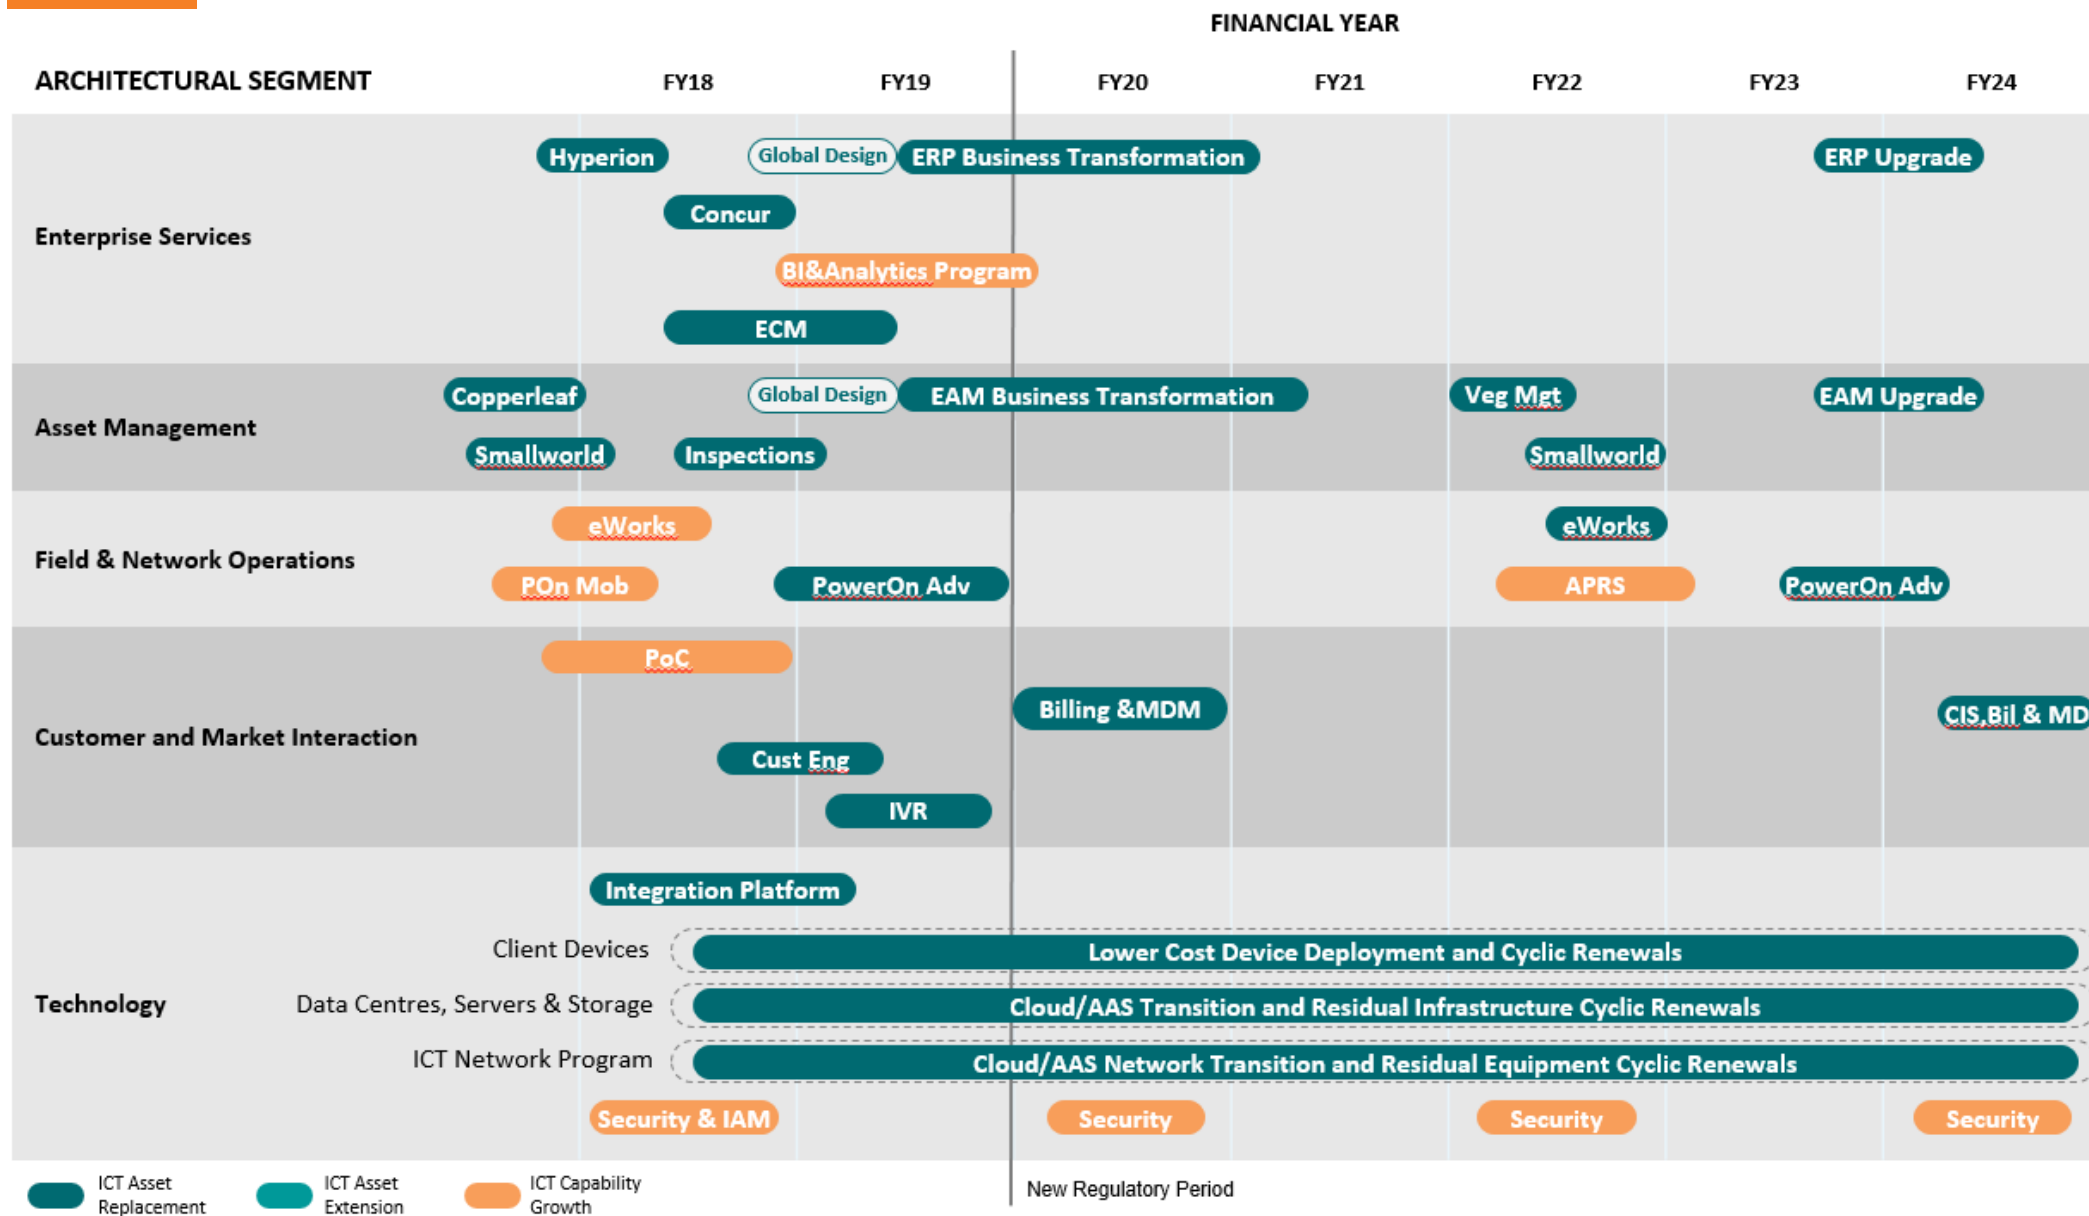 FINANCIAL YEAR
ARCHITECTURAL SEGMENT FY18 FY19 FY20 FY21 FY22 FY23 FY24
Hyperion Global Design ERP Business Transformation ERP Upgrade
Concur
Enterprise Services
BI&Analytics Program
ECM
Copperleaf Global Design EAM Business Transformation Veg Mgt EAM Upgrade
Asset Management
Smallworld Inspections Smallworld
eWorks eWorks
Field & Network Operations
POn Mob PowerOn Adv APRS PowerOn Adv
PoC
Billing &MDM CIS,Bil & MD
Customer and Market Interaction
Cust Eng
IVR
Integration Platform
Client Devices Lower Cost Device Deployment and Cyclic Renewals
Technology Data Centres, Servers & Storage Cloud/AAS Transition and Residual Infrastructure Cyclic Renewals
ICT Network Program Cloud/AAS Network Transition and Residual Equipment Cyclic Renewals
Security & IAM Security Security Security
ICT Asset
Replacement
ICT Asset
Extension
ICT Capability
Growth
New Regulatory Period